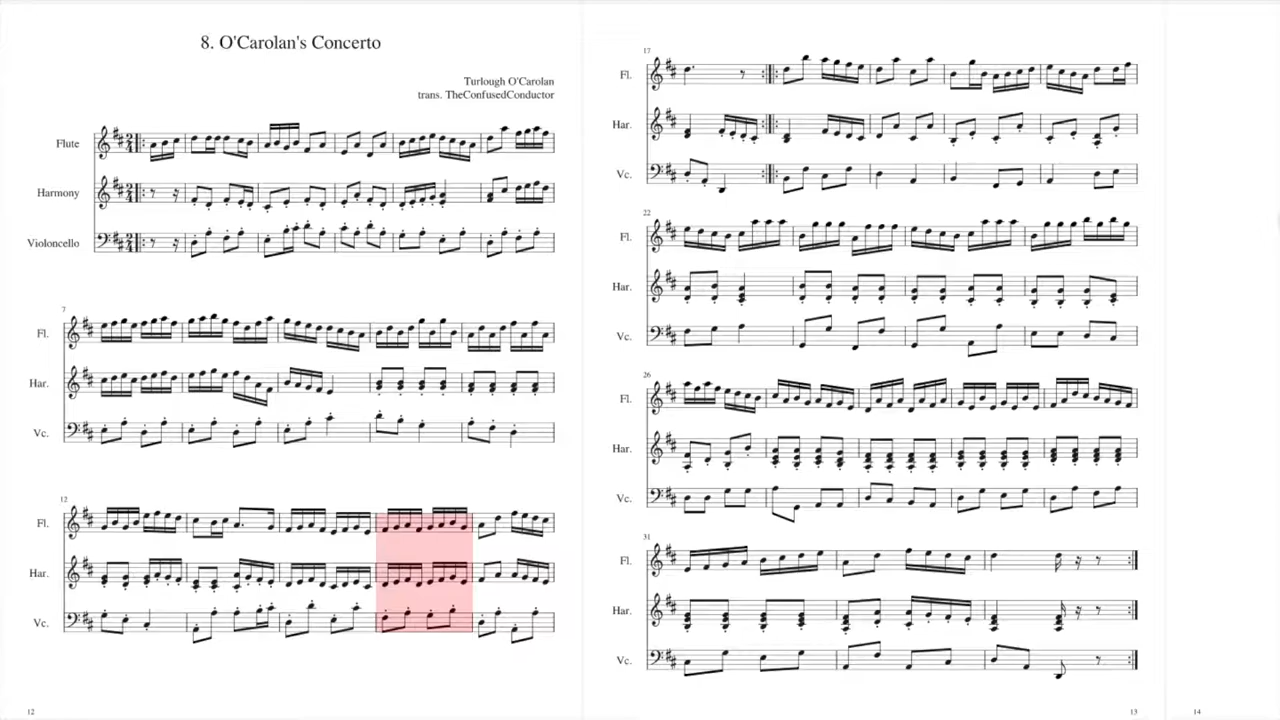 8. O'Carolan's Concerto
Turlough O'Carolan
trans. TheConfusedConductor
Flute
Harmony
Violoncello
7
Fl.
Har.
Vc.
12
Fl.
Har.
Vc.
12
17
Fl.
Har.
Vc.
22
Fl.
Har.
Vc.
26
Fl.
Har.
Vc.
31
Fl.
Har.
Vc.
13
14